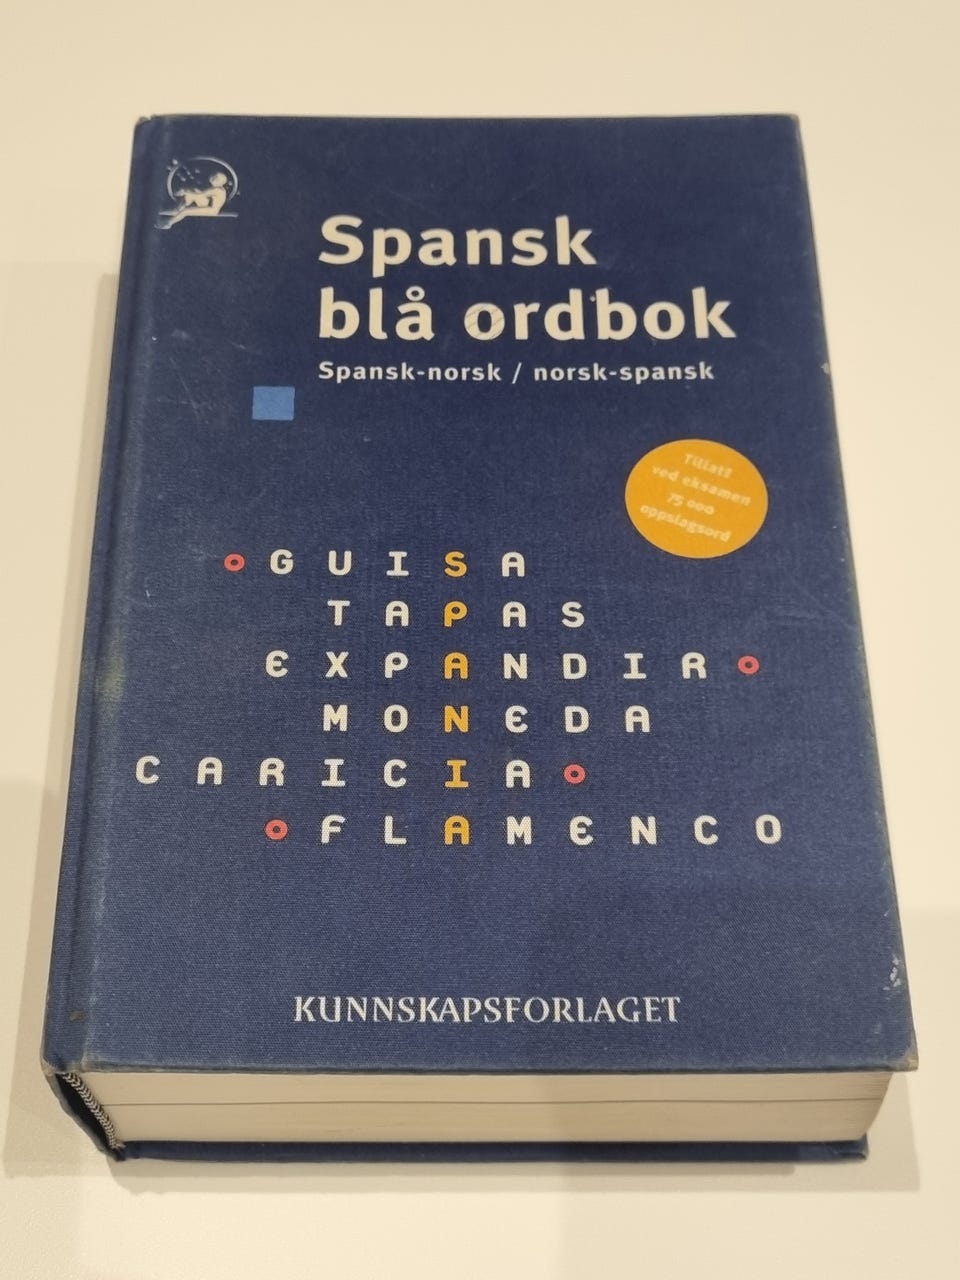 Spansk
blå ordbok
Spansk-norsk / norsk-spansk
Tillatt
ved eksamen
75 000
oppslagsord
GUISA
TAPAS
EXPANDIR
MONEDA
CARICIA
FLAMENCO
KUNNSKAPSFORLAGET